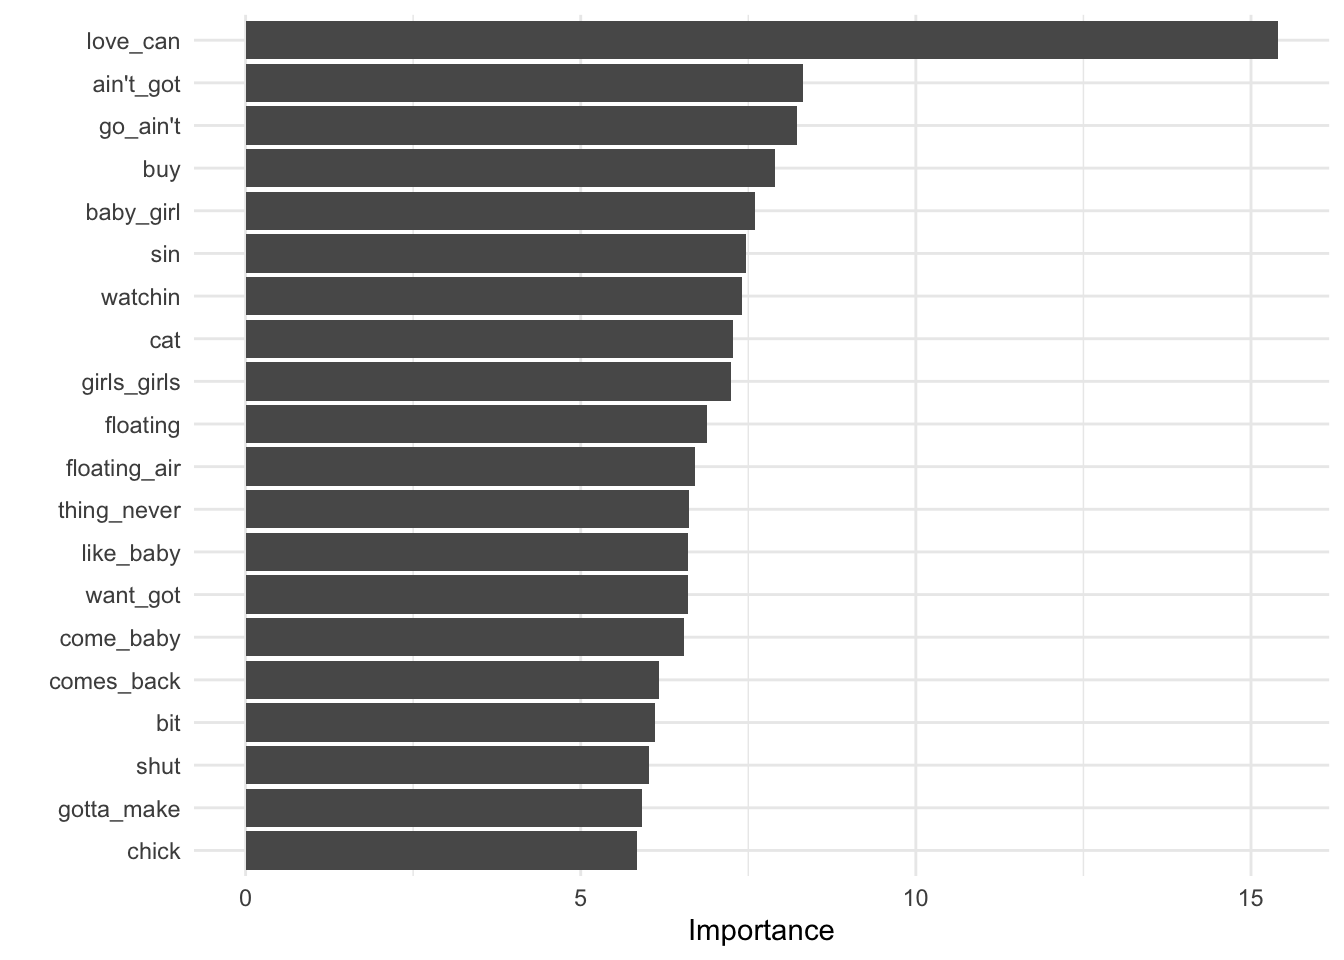 love_can
ain't_got
go_ain't
buy
baby_girl
sin
watchin
cat
girls_girls
floating
floating_air
thing_never
like_baby
want_got
come_baby
comes_back
bit
shut
gotta_make
chick
0 5 10 15
Importance